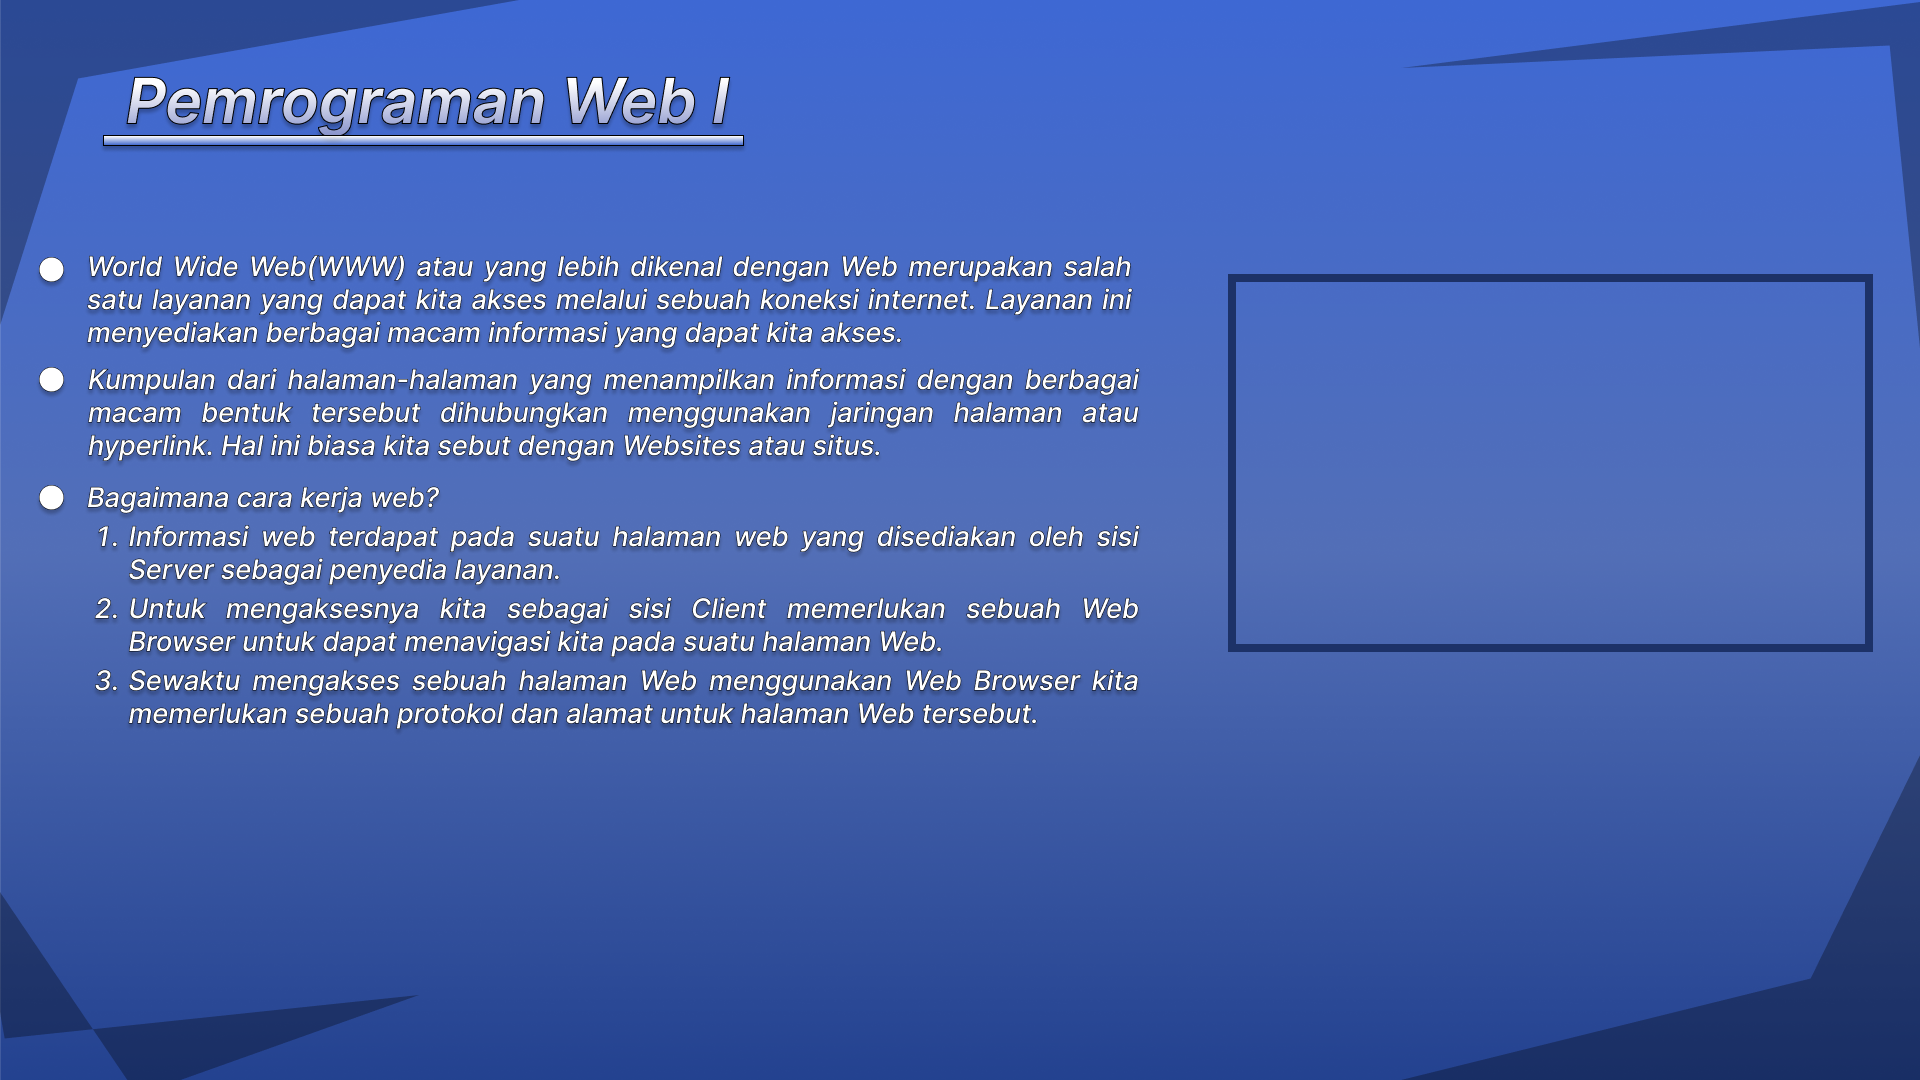 Pemrograman Web I
World Wide Web(WWW) atau yang lebih dikenal dengan Web merupakan salah
satu layanan yang dapat kita akses melalui sebuah koneksi internet. Layanan ini
menyediakan berbagai macam informasi yang dapat kita akses.
Kumpulan dari halaman-halaman yang menampilkan informasi dengan berbagai
macam bentuk tersebut dihubungkan menggunakan jaringan halaman atau
hyperlink. Hal ini biasa kita sebut dengan Websites atau situs.
Bagaimana cara kerja web?
1. Informasi web terdapat pada suatu halaman web yang disediakan oleh sisi
Server sebagai penyedia layanan.
2. Untuk mengaksesnya kita sebagai sisi Client memerlukan sebuah Web
Browser untuk dapat menavigasi kita pada suatu halaman Web.
3. Sewaktu mengakses sebuah halaman Web menggunakan Web Browser kita
memerlukan sebuah protokol dan alamat untuk halaman Web tersebut.